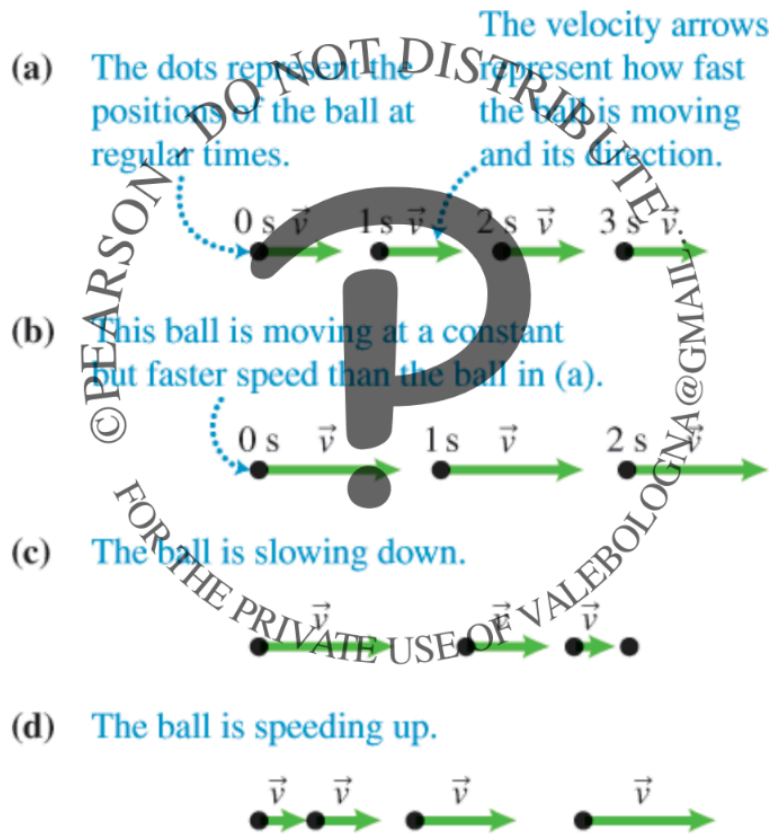 (a) The dots represent the positions of the ball at regular times.
The velocity arrows represent how fast the ball is moving and its direction.
0 s v⃗ 1 s v⃗ 2 s v⃗ 3 s v⃗
(b) This ball is moving at a constant
but faster speed than the ball in (a).
0 s v⃗ 1 s v⃗ 2 s v⃗
(c) The ball is slowing down.
v⃗ v⃗ v⃗
(d) The ball is speeding up.
v⃗ v⃗ v⃗ v⃗
©PEARSON - DO NOT DISTRIBUTE.
FOR THE PRIVATE USE OF VALEBOLOGNA@GMAIL.